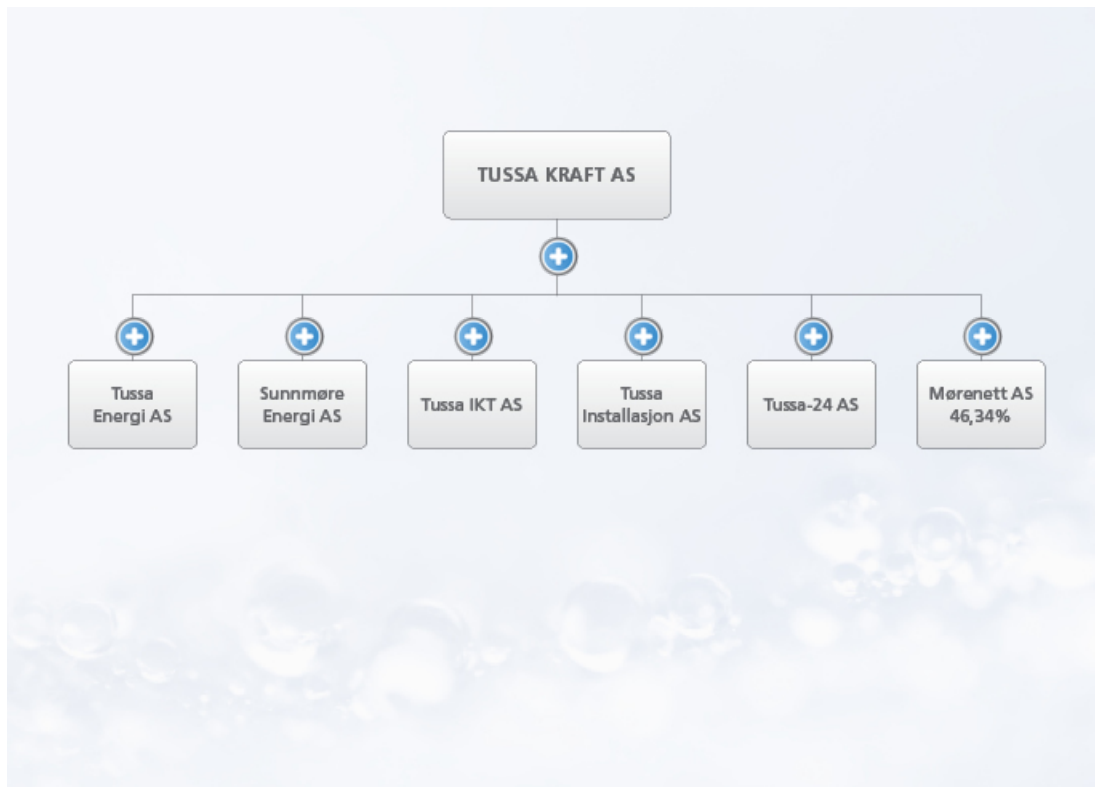 TUSSA KRAFT AS
Tussa
Energi AS
Sunnmøre
Energi AS
Tussa IKT AS
Tussa
Installasjon AS
Tussa-24 AS
Mørenett AS
46,34%